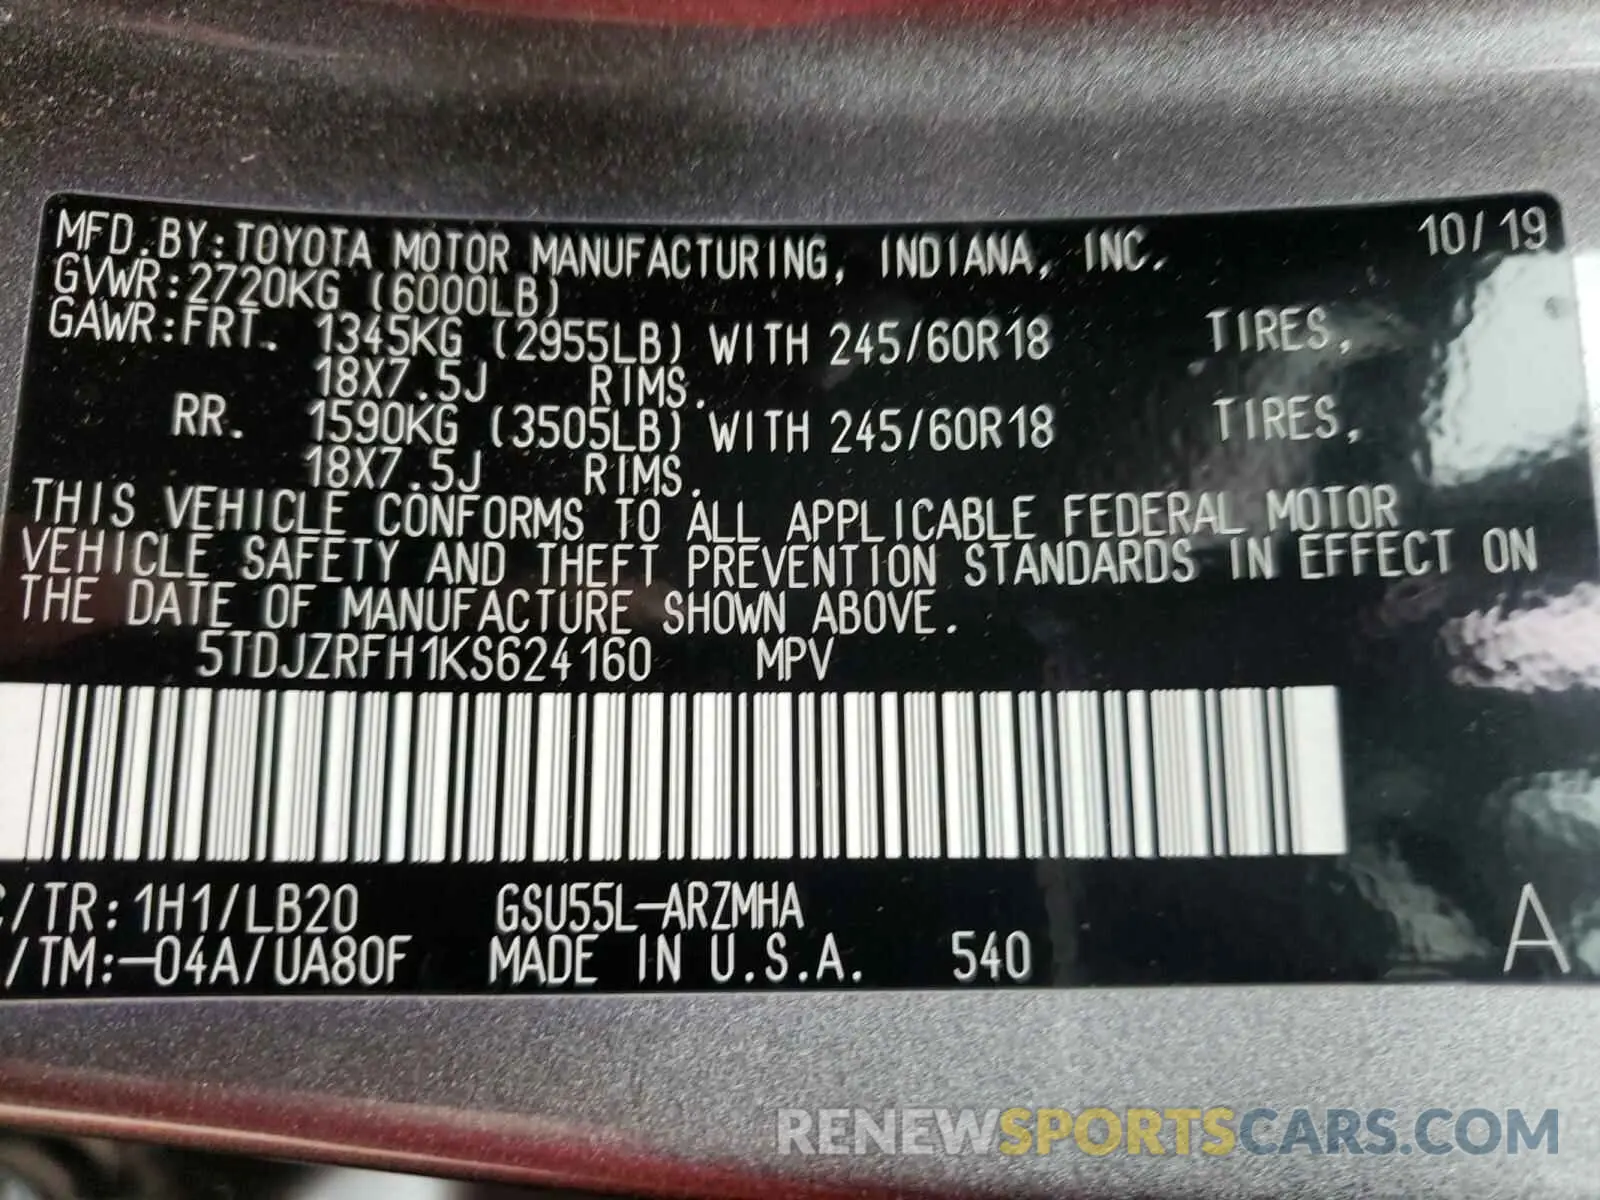 MFD.BY:TOYOTA MOTOR MANUFACTURING, INDIANA, INC. 10/19
GVWR:2720KG (6000LB)
GAWR:FRT. 1345KG (2955LB) WITH 245/60R18 TIRES,
18X7.5J RIMS.
RR. 1590KG (3505LB) WITH 245/60R18 TIRES,
18X7.5J RIMS.
THIS VEHICLE CONFORMS TO ALL APPLICABLE FEDERAL MOTOR
VEHICLE SAFETY AND THEFT PREVENTION STANDARDS IN EFFECT ON
THE DATE OF MANUFACTURE SHOWN ABOVE.
5TDJZRFH1KS624160 MPV
/TR:1H1/LB20 GSU55L-ARZMHA
/TM:-04A/UA80F MADE IN U.S.A. 540 A
RENEWSPORTSCARS.COM